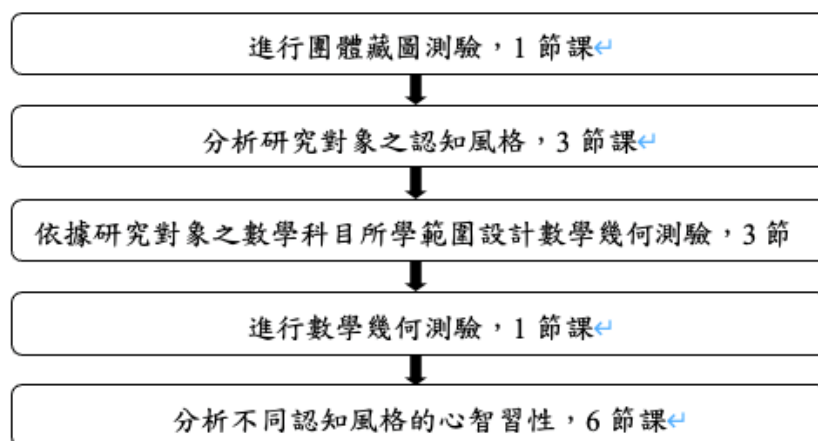 進行團體藏圖測驗，1 節課↵
分析研究對象之認知風格，3 節課↵
依據研究對象之數學科目所學範圍設計數學幾何測驗，3 節
進行數學幾何測驗，1 節課↵
分析不同認知風格的心智習性，6 節課↵